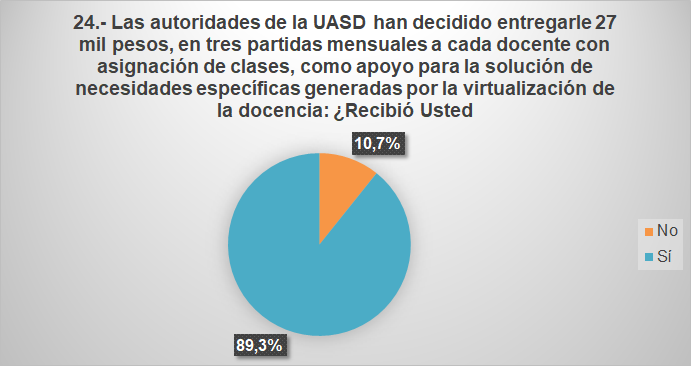 24.- Las autoridades de la UASD han decidido entregarle 27
mil pesos, en tres partidas mensuales a cada docente con
asignación de clases, como apoyo para la solución de
necesidades específicas generadas por la virtualización de
la docencia: ¿Recibió Usted
10,7%
No
Sí
89,3%